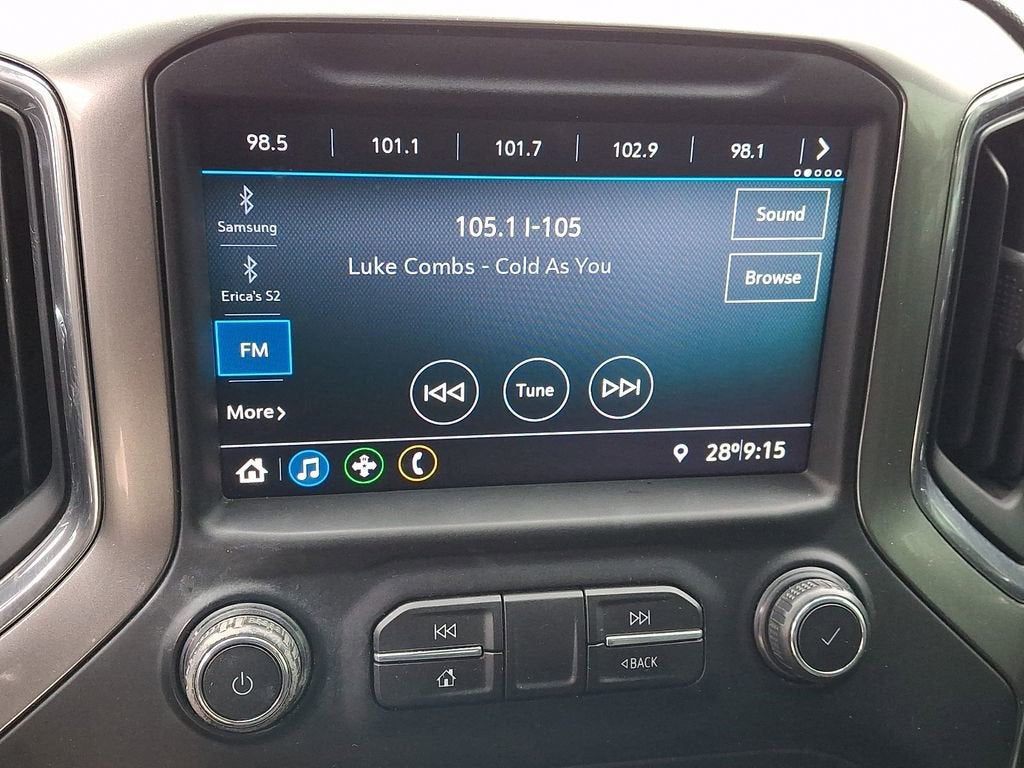 98.5 101.1 101.7 102.9 98.1
Samsung
105.1 I-105
Sound
Luke Combs - Cold As You
Erica's S2
Browse
FM
Tune
More
28° 9:15
BACK